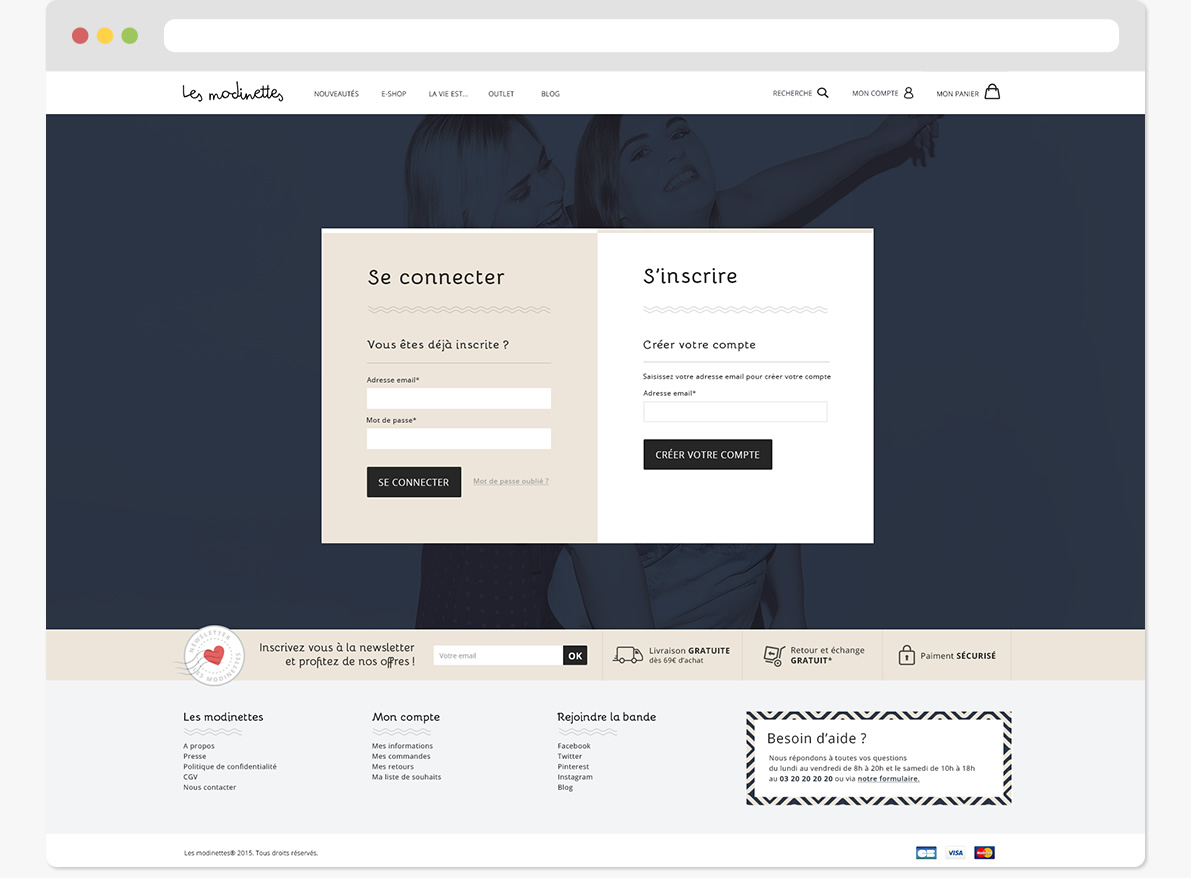 Les modinettes
NOUVEAUTÉS
E-SHOP
LA VIE EST...
OUTLET
BLOG
RECHERCHE
MON COMPTE
MON PANIER
Se connecter
Vous êtes déjà inscrite ?
Adresse email*
Mot de passe*
SE CONNECTER
Mot de passe oublié ?
S'inscrire
Créer votre compte
Saisissez votre adresse email pour créer votre compte
Adresse email*
CRÉER VOTRE COMPTE
NEWSLETTER
LES MODINETTES
Inscrivez vous à la newsletter
et profitez de nos offres !
Votre email
OK
Livraison GRATUITE
dès 69€ d'achat
Retour et échange
GRATUIT*
Paiment SÉCURISÉ
Les modinettes
A propos
Presse
Politique de confidentialité
CGV
Nous contacter
Mon compte
Mes informations
Mes commandes
Mes retours
Ma liste de souhaits
Rejoindre la bande
Facebook
Twitter
Pinterest
Instagram
Blog
Besoin d'aide ?
Nous répondons à toutes vos questions
du lundi au vendredi de 8h à 20h et le samedi de 10h à 18h
au 03 20 20 20 20 ou via notre formulaire.
Les modinettes® 2015. Tous droits réservés.
CB
VISA
MasterCard